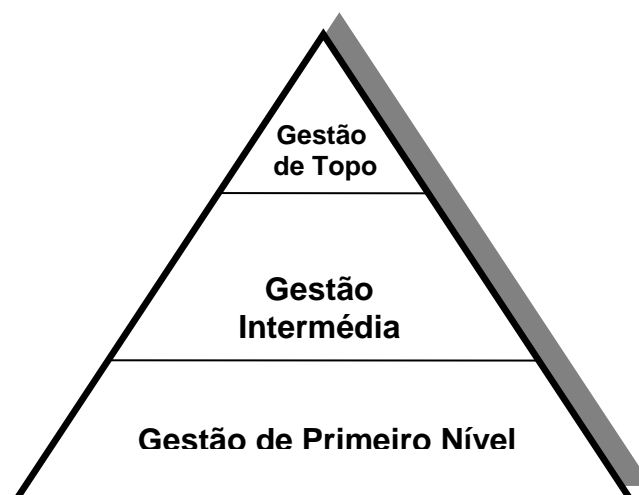 Gestão
de Topo
Gestão
Intermédia
Gestão de Primeiro Nível